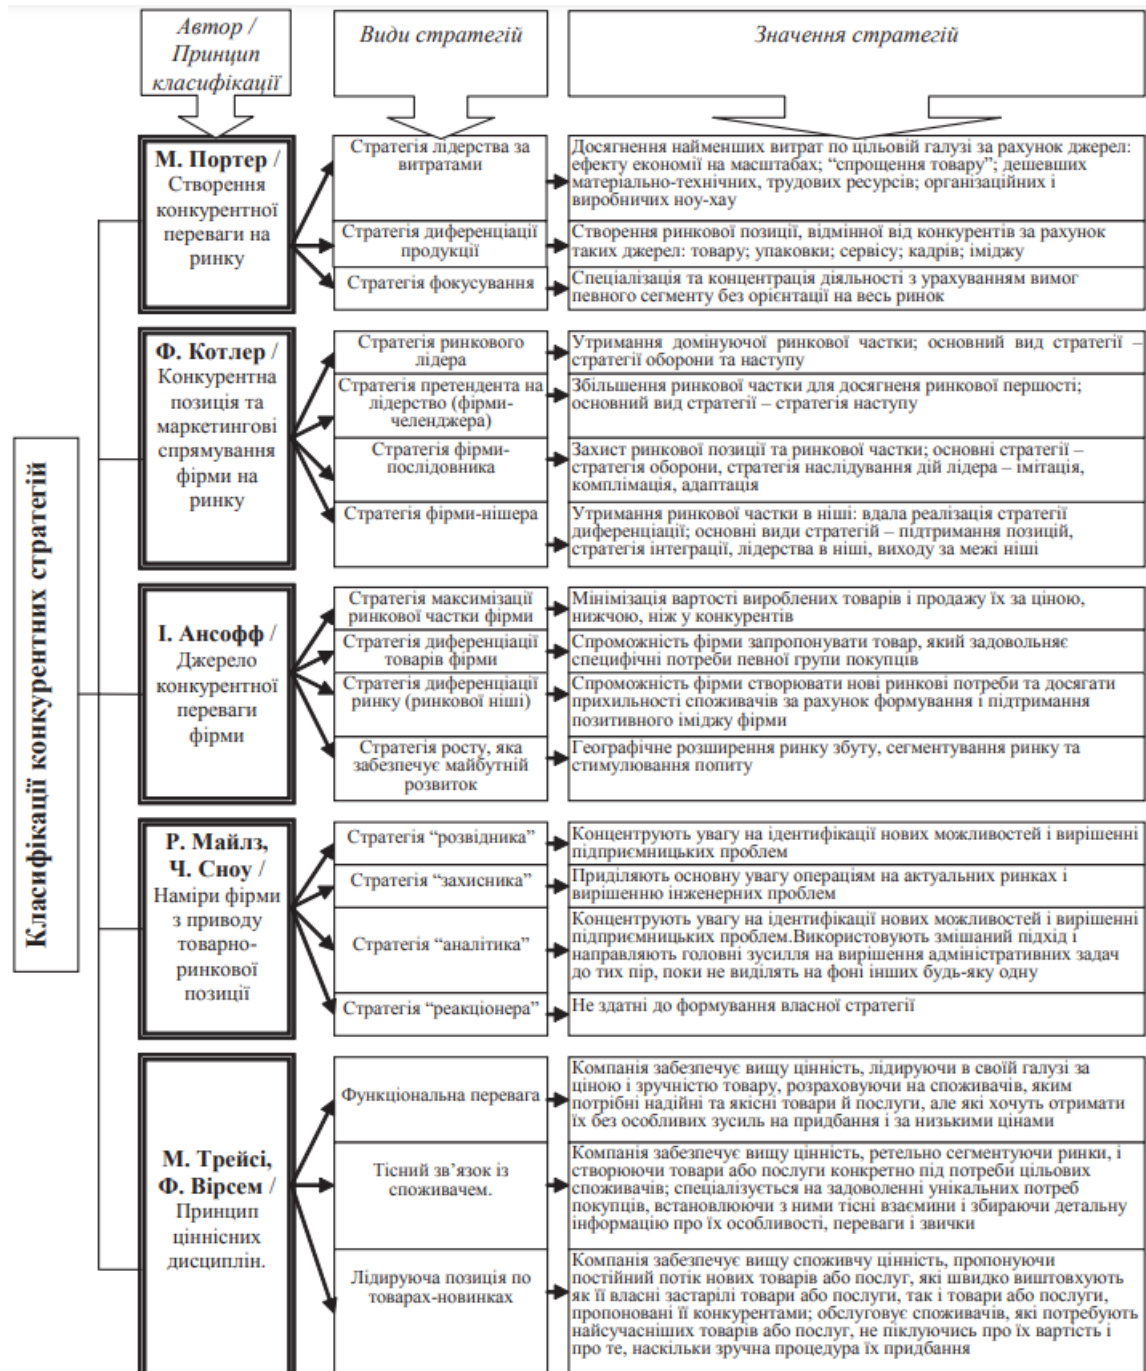 Автор /
Принцип
класифікації
Види стратегій
Значення стратегій
Класифікації конкурентних стратегій
М. Портер /
Створення
конкурентної
переваги на
ринку
Стратегія лідерства за
витратами
Досягнення найменших витрат по цільовій галузі за рахунок джерел:
ефекту економії на масштабах; “спрощення товару”; дешевших
матеріально-технічних, трудових ресурсів; організаційних і
виробничих ноу-хау
Стратегія диференціації
продукції
Створення ринкової позиції, відмінної від конкурентів за рахунок
таких джерел: товару; упаковки; сервісу; кадрів; іміджу
Стратегія фокусування
Спеціалізація та концентрація діяльності з урахуванням вимог
певного сегменту без орієнтації на весь ринок
Ф. Котлер /
Конкурентна
позиція та
маркетингові
спрямування
фірми на
ринку
Стратегія ринкового
лідера
Утримання домінуючої ринкової частки; основний вид стратегії –
стратегії оборони та наступу
Стратегія претендента на
лідерство (фірми-
челенджера)
Збільшення ринкової частки для досягненя ринкової першості;
основний вид стратегії – стратегія наступу
Стратегія фірми-
послідовника
Захист ринкової позиції та ринкової частки; основні стратегії –
стратегія оборони, стратегія наслідування дій лідера – імітація,
комплімація, адаптація
Стратегія фірми-нішера
Утримання ринкової частки в ніші: вдала реалізація стратегії
диференціації; основні види стратегій – підтримання позицій,
стратегія інтеграції, лідерства в ніші, виходу за межі ніші
І. Ансофф /
Джерело
конкурентної
переваги
фірми
Стратегія максимізації
ринкової частки фірми
Мінімізація вартості вироблених товарів і продажу їх за ціною,
нижчою, ніж у конкурентів
Стратегія диференціації
товарів фірми
Спроможність фірми запропонувати товар, який задовольняє
специфічні потреби певної групи покупців
Стратегія диференціації
ринку (ринкової ніші)
Спроможність фірми створювати нові ринкові потреби та досягати
прихильності споживачів за рахунок формування і підтримання
позитивного іміджу фірми
Стратегія росту, яка
забезпечує майбутній
розвиток
Географічне розширення ринку збуту, сегментування ринку та
стимулювання попиту
Р. Майлз,
Ч. Сноу /
Наміри фірми
з приводу
товарно-
ринкової
позиції
Стратегія “розвідника”
Концентрують увагу на ідентифікації нових можливостей і вирішенні
підприємницьких проблем
Стратегія “захисника”
Приділяють основну увагу операціям на актуальних ринках і
вирішенню інженерних проблем
Стратегія “аналітика”
Концентрують увагу на ідентифікації нових можливостей і вирішенні
підприємницьких проблем.Використовують змішаний підхід і
направляють головні зусилля на вирішення адміністративних задач
до тих пір, поки не виділять на фоні інших будь-яку одну
Стратегія “реакціонера”
Не здатні до формування власної стратегії
М. Трейсі,
Ф. Вірсем /
Принцип
ціннісних
дисциплін.
Функціональна перевага
Компанія забезпечує вищу цінність, лідируючи в своїй галузі за
ціною і зручністю товару, розраховуючи на споживачів, яким
потрібні надійні та якісні товари й послуги, але які хочуть отримати
їх без особливих зусиль на придбання і за низькими цінами
Тісний зв’язок із
споживачем.
Компанія забезпечує вищу цінність, ретельно сегментуючи ринки, і
створюючи товари або послуги конкретно під потреби цільових
споживачів; спеціалізується на задоволенні унікальних потреб
покупців, встановлюючи з ними тісні взаємини і збираючи детальну
інформацію про їх особливості, переваги і звички
Лідируюча позиція по
товарах-новинках
Компанія забезпечує вищу споживчу цінність, пропонуючи
постійний потік нових товарів або послуг, які швидко виштовхують
як її власні застарілі товари або послуги, так і товари або послуги,
пропоновані її конкурентами; обслуговує споживачів, які потребують
найсучасніших товарів або послуг, не піклуючись про їх вартість і
про те, наскільки зручна процедура їх придбання